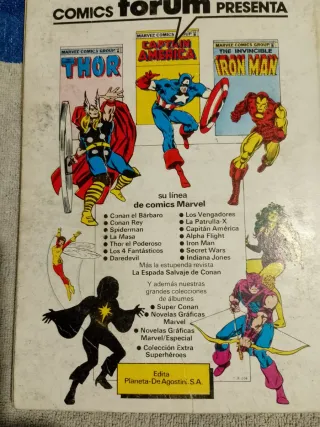 COMICS forum PRESENTA
MARVEL COMICS GROUP
THOR
MARVEL COMICS GROUP
CAPTAIN
AMERICA
MARVEL COMICS GROUP
THE INVINCIBLE
IRON MAN
su línea
de comics Marvel
● Conan el Bárbaro
● Conan Rey
● Spiderman
● La Masa
● Thor el Poderoso
● Los 4 Fantásticos
● Daredevil
● Los Vengadores
● La Patrulla-X
● Capitán América
● Alpha Flight
● Iron Man
● Secret Wars
● Indiana Jones
Más la estupenda revista
La Espada Salvaje de Conan
Y además nuestras
grandes colecciones
de álbumes
● Super Conan
● Novelas Gráficas
Marvel
● Novelas Gráficas
Marvel/Especial
● Colección Extra
Superhéroes
Edita
Planeta-De Agostini, S.A.